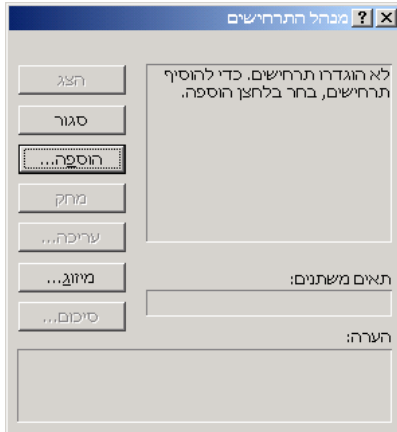 מנהל התרחישים
לא הוגדרו תרחישים. כדי להוסיף
תרחישים, בחר בלחצן הוספה.
הצג
סגור
הוספה...
מחק
עריכה...
מיזוג...
סיכום...
תאים משתנים:
הערה: